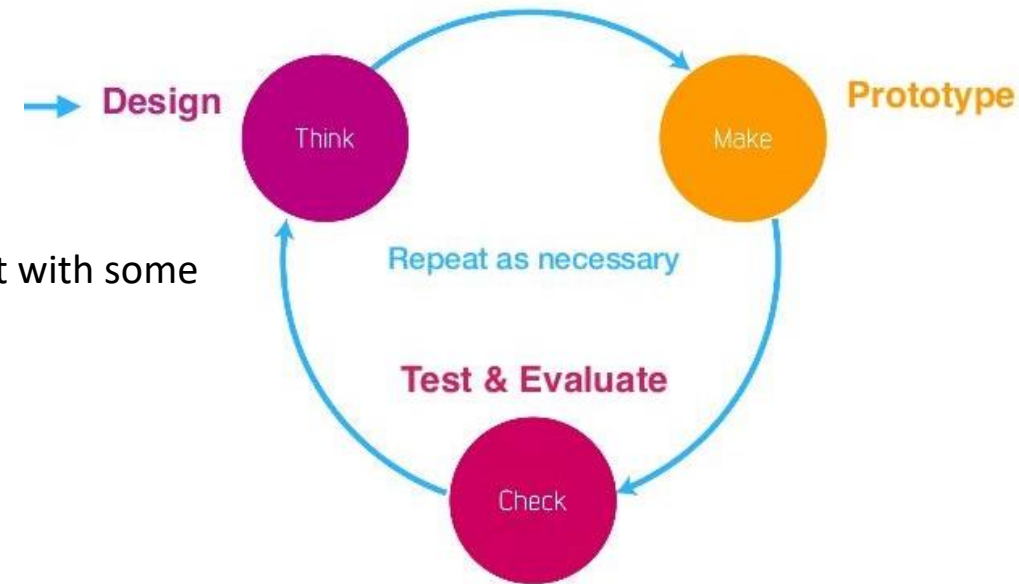 Design
Think
Make
Prototype
Repeat as necessary
t with some
Test & Evaluate
Check